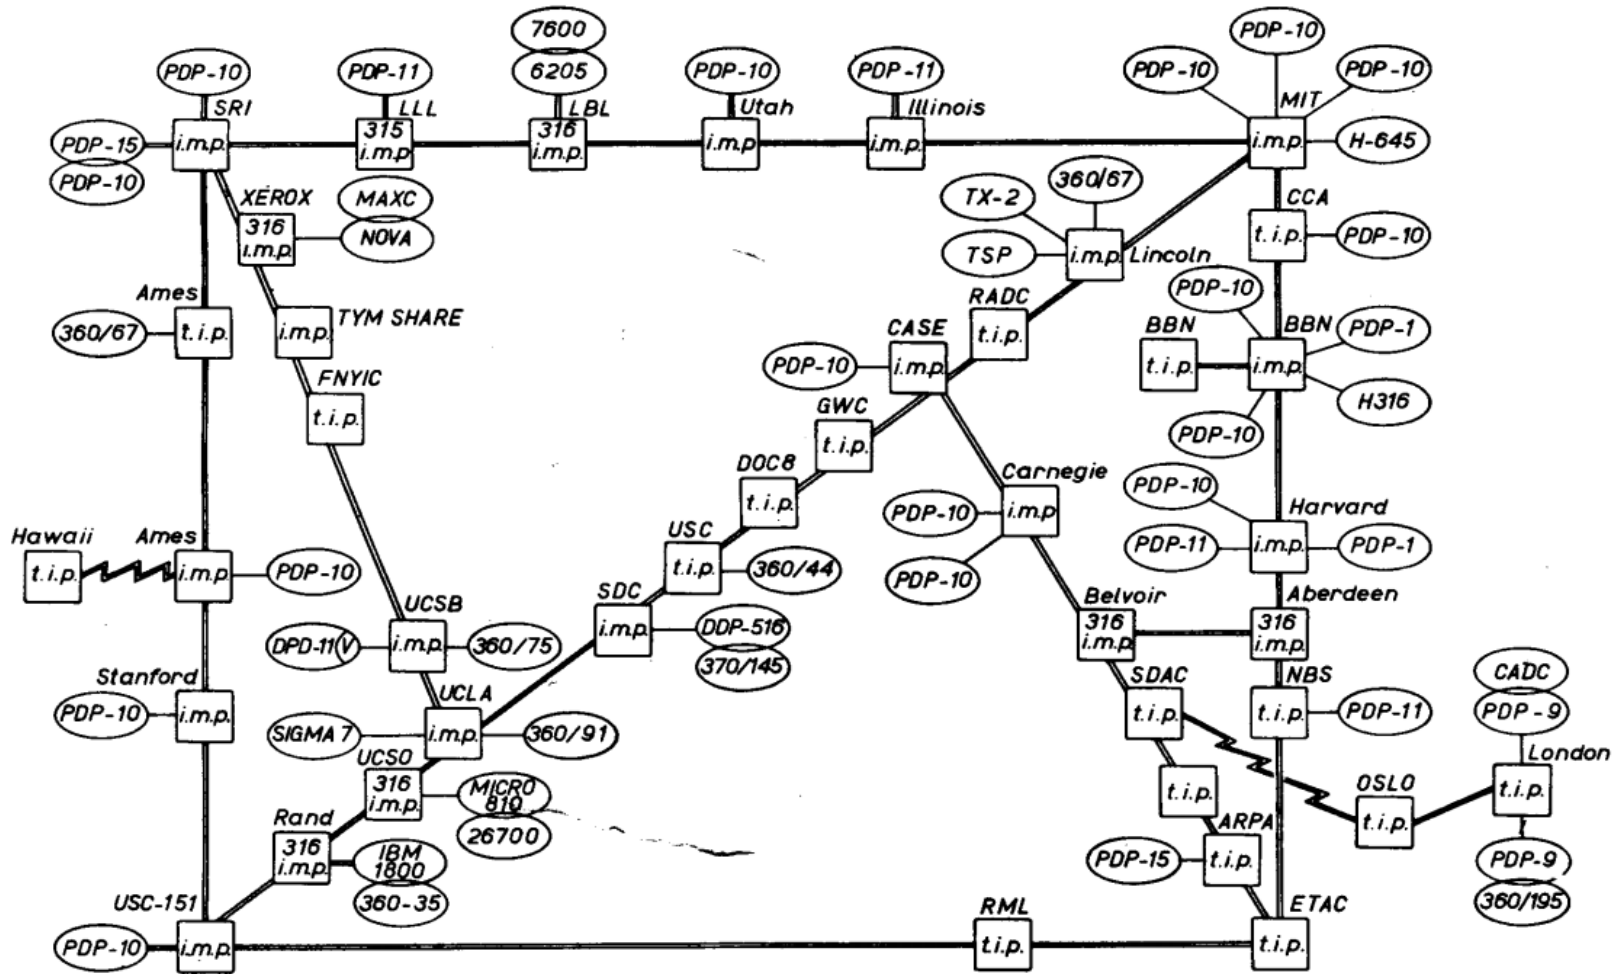 PDP-10
SRI
PDP-15
PDP-10
i.m.p.
PDP-11
LLL
315
i.m.p
7600
6205
LBL
316
i.m.p.
PDP-10
Utah
i.m.p
PDP-11
Illinois
i.m.p.
PDP-10
PDP-10
PDP-10
MIT
i.m.p.
H-645
XEROX
316
i.m.p.
MAXC
NOVA
TX-2
360/67
TSP
i.m.p.
Lincoln
CCA
t.i.p.
PDP-10
Ames
360/67
t.i.p.
i.m.p.
TYM SHARE
RADC
t.i.p.
CASE
PDP-10
i.m.p.
BBN
t.i.p.
PDP-10
BBN
i.m.p.
PDP-1
H316
PDP-10
FNYIC
t.i.p.
GWC
t.i.p.
DOC8
t.i.p.
Carnegie
PDP-10
i.m.p
PDP-10
PDP-10
Harvard
PDP-11
i.m.p.
PDP-1
Hawaii
t.i.p.
Ames
i.m.p.
PDP-10
USC
t.i.p.
360/44
SDC
i.m.p.
DDP-516
370/145
UCSB
DPD-11(V)
i.m.p.
360/75
Belvoir
316
i.m.p.
Aberdeen
316
i.m.p.
Stanford
PDP-10
i.m.p.
UCLA
SIGMA 7
i.m.p.
360/91
SDAC
t.i.p.
NBS
t.i.p.
PDP-11
CADC
PDP-9
London
t.i.p.
PDP-9
360/195
OSLO
t.i.p.
UCSO
316
i.m.p.
MICRO
810
26700
t.i.p.
Rand
316
i.m.p.
IBM
1800
360-35
ARPA
PDP-15
t.i.p.
USC-151
PDP-10
i.m.p.
RML
t.i.p.
ETAC
t.i.p.